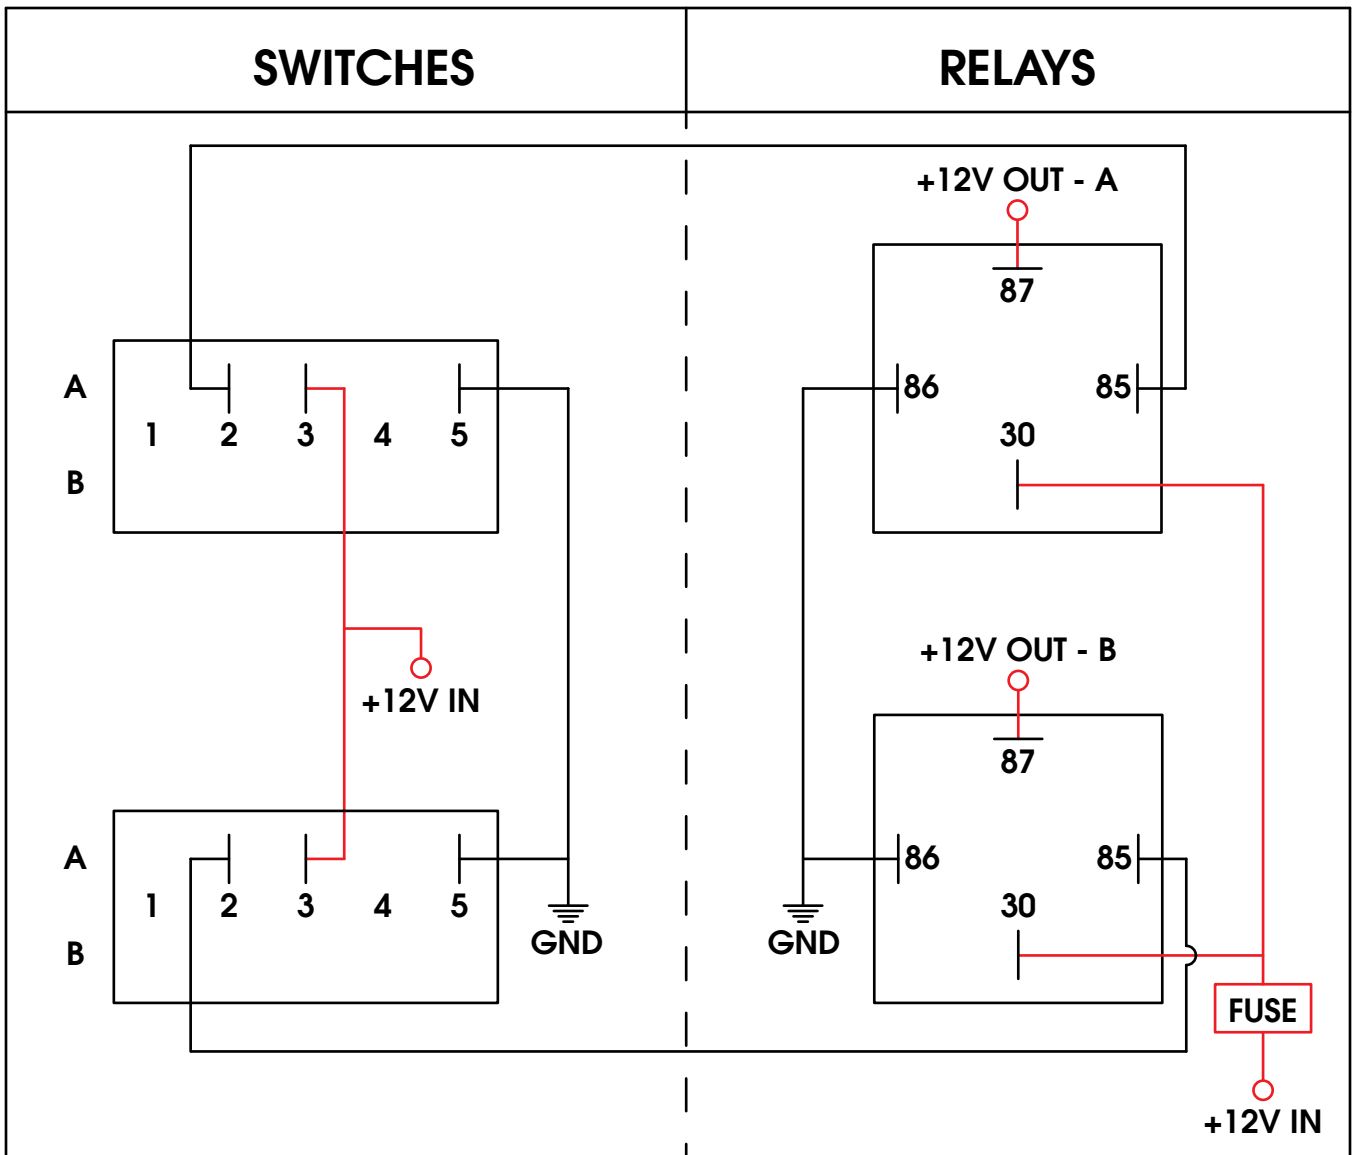 SWITCHES
RELAYS
+12V OUT - A
87
A
86
85
1 2 3 4 5
30
B
+12V OUT - B
+12V IN
87
A
86
85
1 2 3 4 5
30
GND
GND
B
FUSE
+12V IN